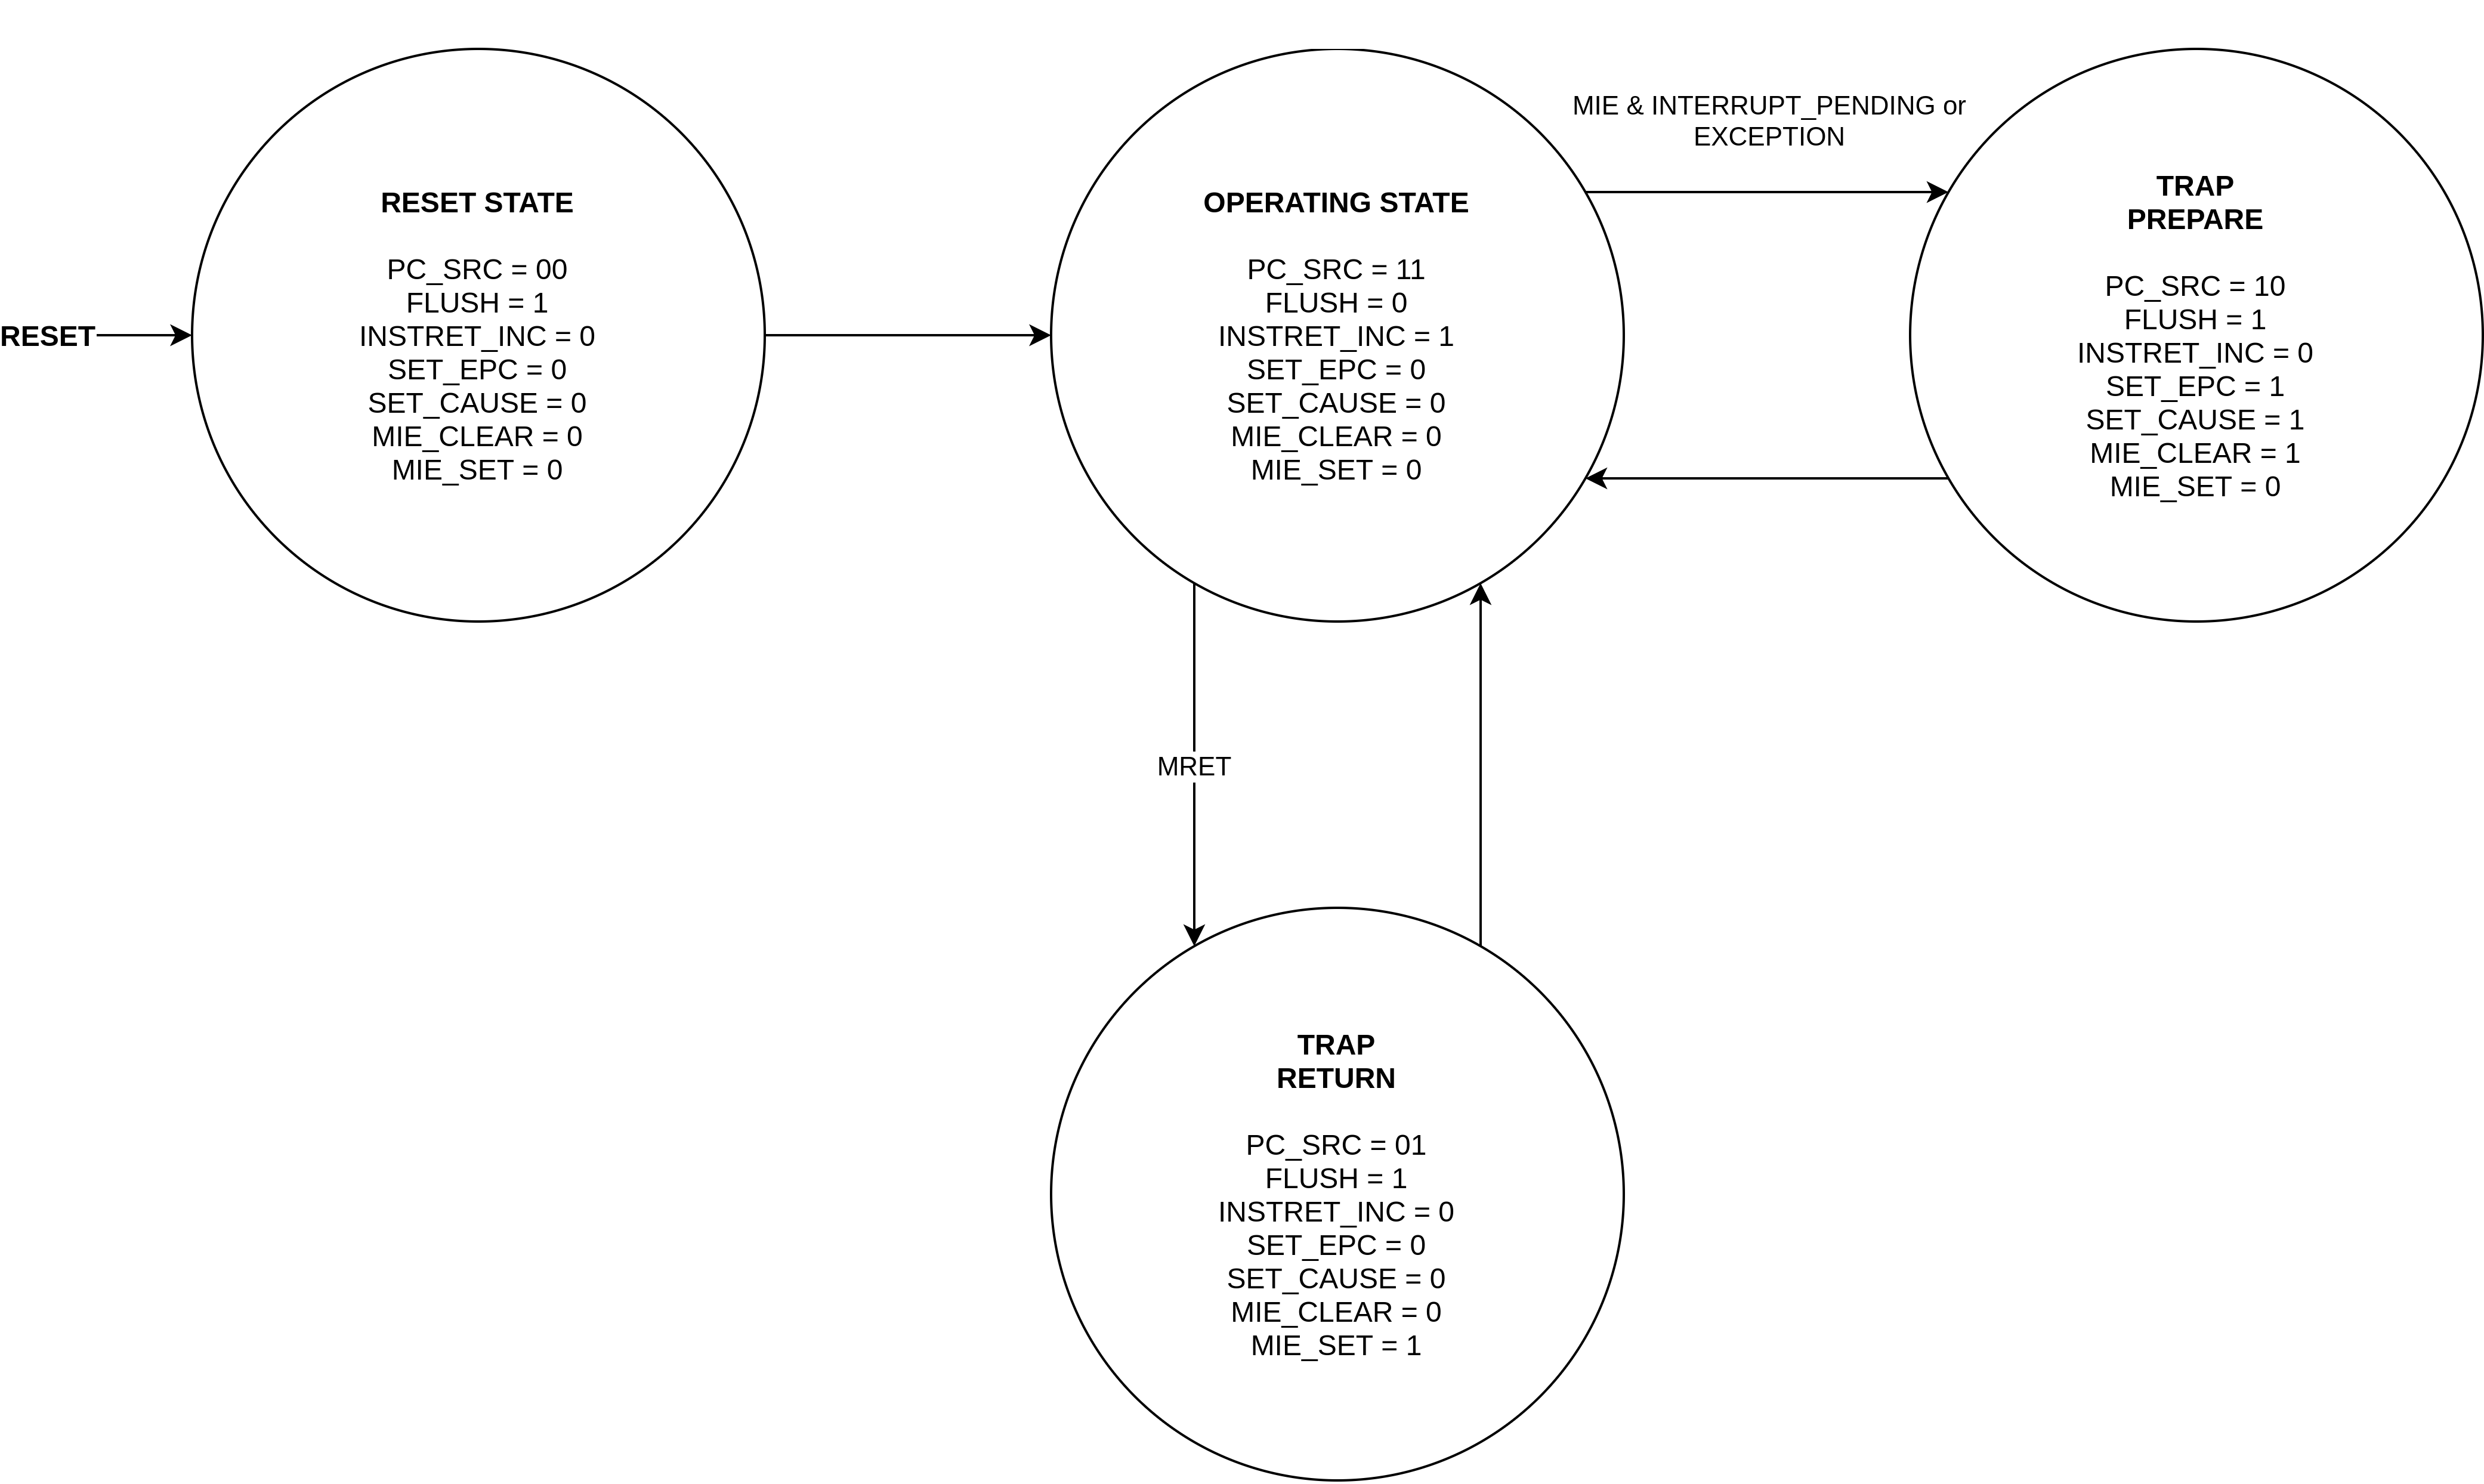 RESET
RESET STATE
PC_SRC = 00
FLUSH = 1
INSTRET_INC = 0
SET_EPC = 0
SET_CAUSE = 0
MIE_CLEAR = 0
MIE_SET = 0
OPERATING STATE
PC_SRC = 11
FLUSH = 0
INSTRET_INC = 1
SET_EPC = 0
SET_CAUSE = 0
MIE_CLEAR = 0
MIE_SET = 0
MIE & INTERRUPT_PENDING or
EXCEPTION
TRAP
PREPARE
PC_SRC = 10
FLUSH = 1
INSTRET_INC = 0
SET_EPC = 1
SET_CAUSE = 1
MIE_CLEAR = 1
MIE_SET = 0
MRET
TRAP
RETURN
PC_SRC = 01
FLUSH = 1
INSTRET_INC = 0
SET_EPC = 0
SET_CAUSE = 0
MIE_CLEAR = 0
MIE_SET = 1